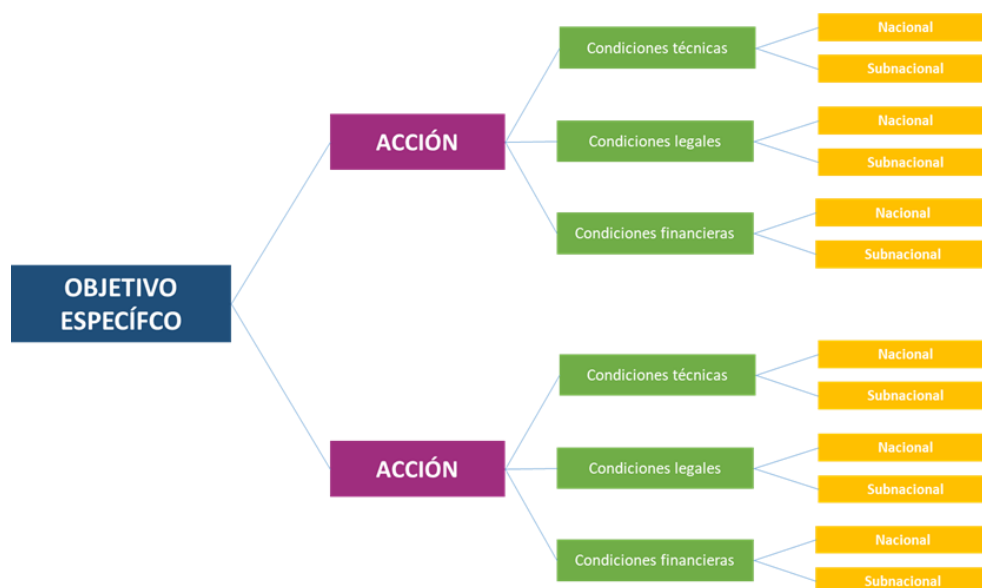 Nacional
Condiciones técnicas
Subnacional
ACCIÓN
Nacional
Condiciones legales
Subnacional
Nacional
Condiciones financieras
Subnacional
OBJETIVO
ESPECÍFCO
Nacional
Condiciones técnicas
Subnacional
ACCIÓN
Nacional
Condiciones legales
Subnacional
Nacional
Condiciones financieras
Subnacional